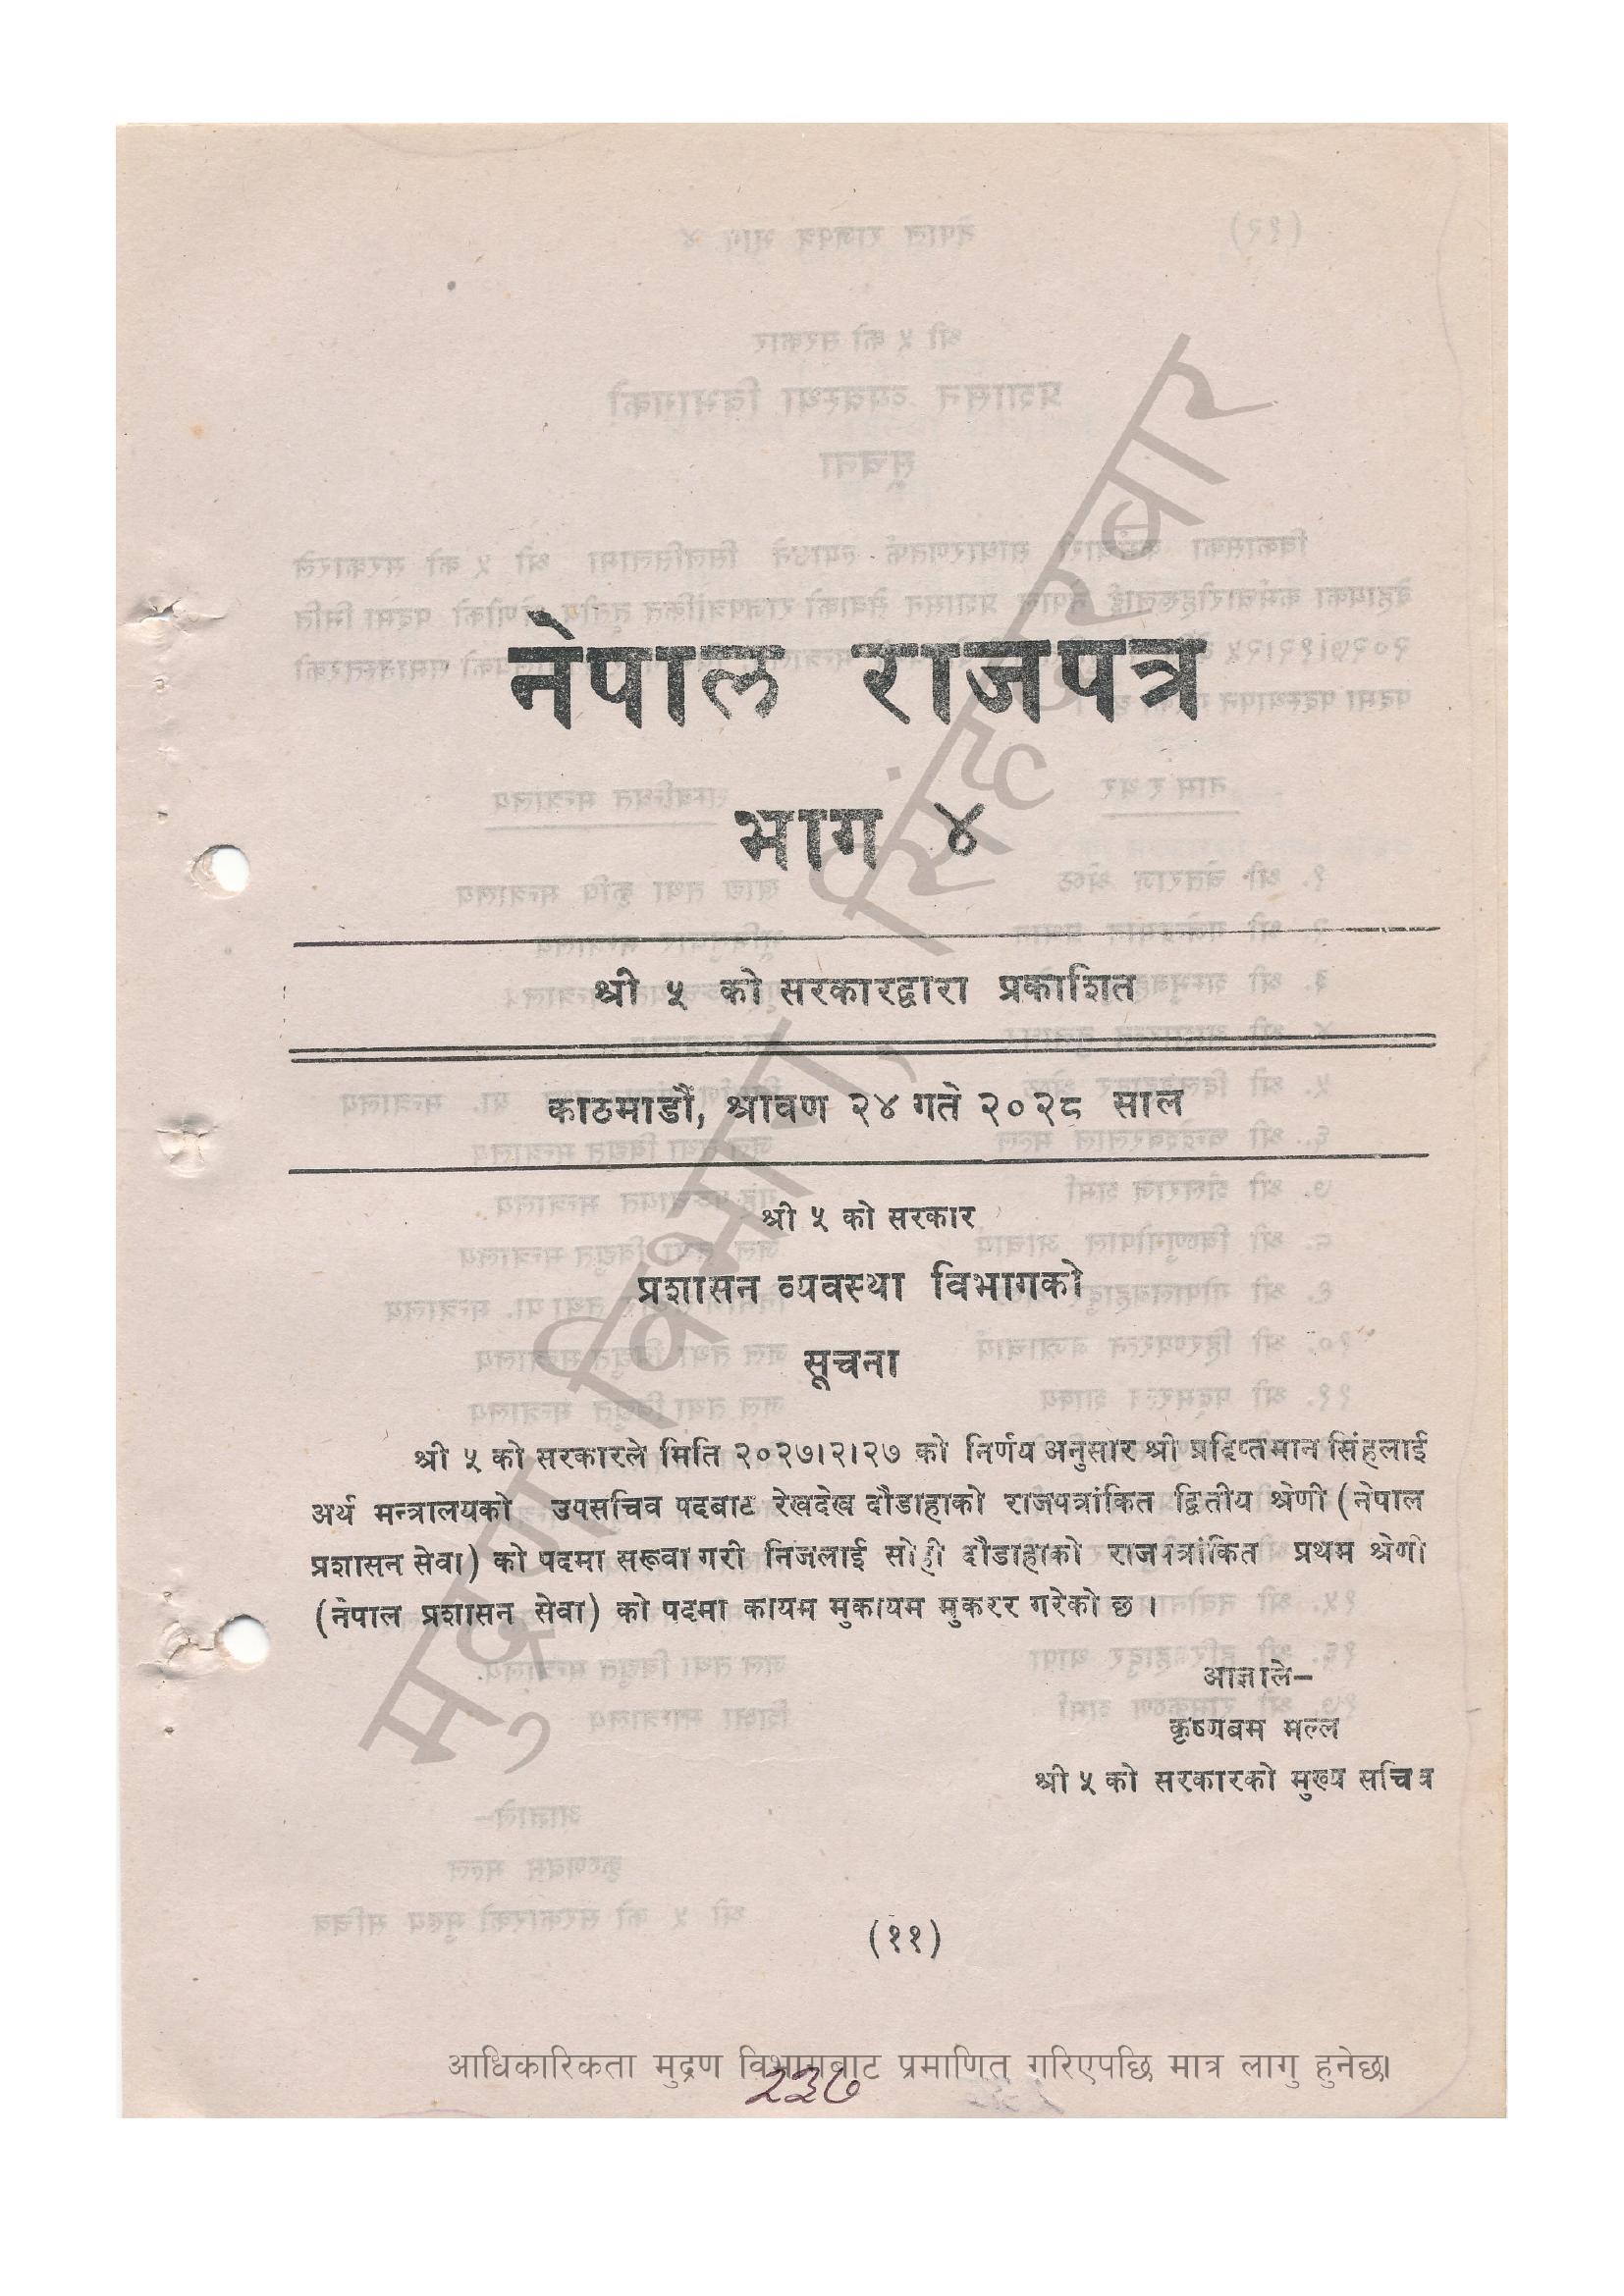 नेपाल राजपत्र
भाग ४
श्री ५ को सरकारद्वारा प्रकाशित
काठमाडौं, श्रावण २४ गते २०२८ साल
श्री ५ को सरकार
प्रशासन व्यवस्था विभागको
सूचना
श्री ५ को सरकारले मिति २०२७।२।२७ को निर्णय अनुसार श्री प्रदिप्तमान सिंहलाई
अर्थ मन्त्रालयको उपसचिव पदबाट रेखदेख दौडाहाको राजपत्रांकित द्वितीय श्रेणी (नेपाल
प्रशासन सेवा) को पदमा सरूवा गरी निजलाई सोही दौडाहाको राजपत्रांकित प्रथम श्रेणी
(नेपाल प्रशासन सेवा) को पदमा कायम मुकायम मुकरर गरेको छ ।
आज्ञाले–
कृष्णबम मल्ल
श्री ५ को सरकारको मुख्य सचिव
(११)
मुद्रण विभाग, सिंहदरबार
आधिकारिकता मुद्रण विभागबाट प्रमाणित गरिएपछि मात्र लागु हुनेछ।